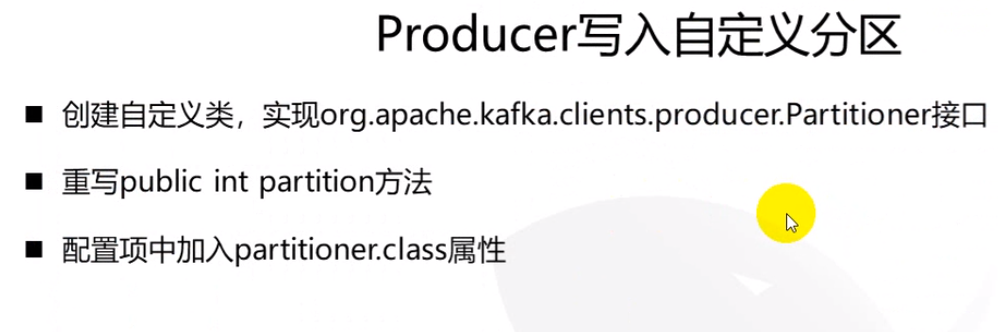 Producer写入自定义分区
■ 创建自定义类，实现org.apache.kafka.clients.producer.Partitioner接口
■ 重写public int partition方法
■ 配置项中加入partitioner.class属性